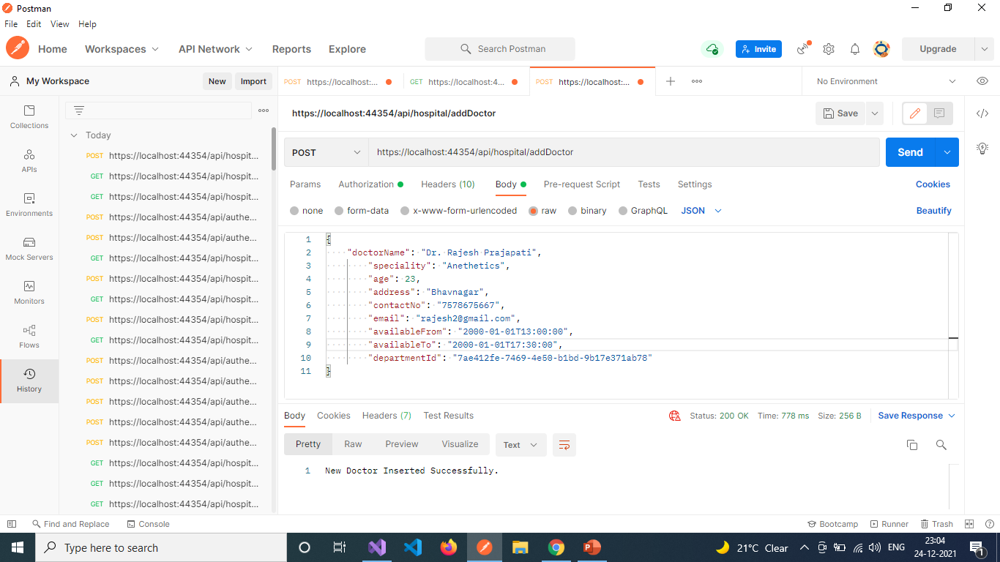 Postman
File Edit View Help
Home Workspaces API Network Reports Explore Search Postman Invite Upgrade
My Workspace New Import
POST https://localhost:... GET https://localhost:4... POST https://localhost:... No Environment
https://localhost:44354/api/hospital/addDoctor Save
POST https://localhost:44354/api/hospital/addDoctor Send
Params Authorization Headers (10) Body Pre-request Script Tests Settings Cookies
none form-data x-www-form-urlencoded raw binary GraphQL JSON Beautify
Collections
APIs
Environments
Mock Servers
Monitors
Flows
History
Today
POST https://localhost:44354/api/hospit...
GET https://localhost:44354/api/hospit...
GET https://localhost:44354/api/hospit...
POST https://localhost:44354/api/authe...
POST https://localhost:44354/api/authe...
GET https://localhost:44354/api/hospit...
POST https://localhost:44354/api/hospit...
GET https://localhost:44354/api/hospit...
POST https://localhost:44354/api/hospit...
GET https://localhost:44354/api/hospit...
POST https://localhost:44354/api/authe...
POST https://localhost:44354/api/authe...
POST https://localhost:44354/api/authe...
POST https://localhost:44354/api/authe...
POST https://localhost:44354/api/authe...
GET https://localhost:44354/api/hospit...
GET https://localhost:44354/api/hospit...
GET https://localhost:44354/api/hospit...
1 {
2 "doctorName": "Dr. Rajesh Prajapati",
3 "speciality": "Anethetics",
4 "age": 23,
5 "address": "Bhavnagar",
6 "contactNo": "7578675667",
7 "email": "rajesh2@gmail.com",
8 "availableFrom": "2000-01-01T13:00:00",
9 "availableTo": "2000-01-01T17:30:00",
10 "departmentId": "7ae412fe-7469-4e50-b1bd-9b17e371ab78"
11 }
Body Cookies Headers (7) Test Results Status: 200 OK Time: 778 ms Size: 256 B Save Response
Pretty Raw Preview Visualize Text
1 New Doctor Inserted Successfully.
Find and Replace Console Bootcamp Runner Trash
Type here to search 21°C Clear ENG 23:04
24-12-2021 1